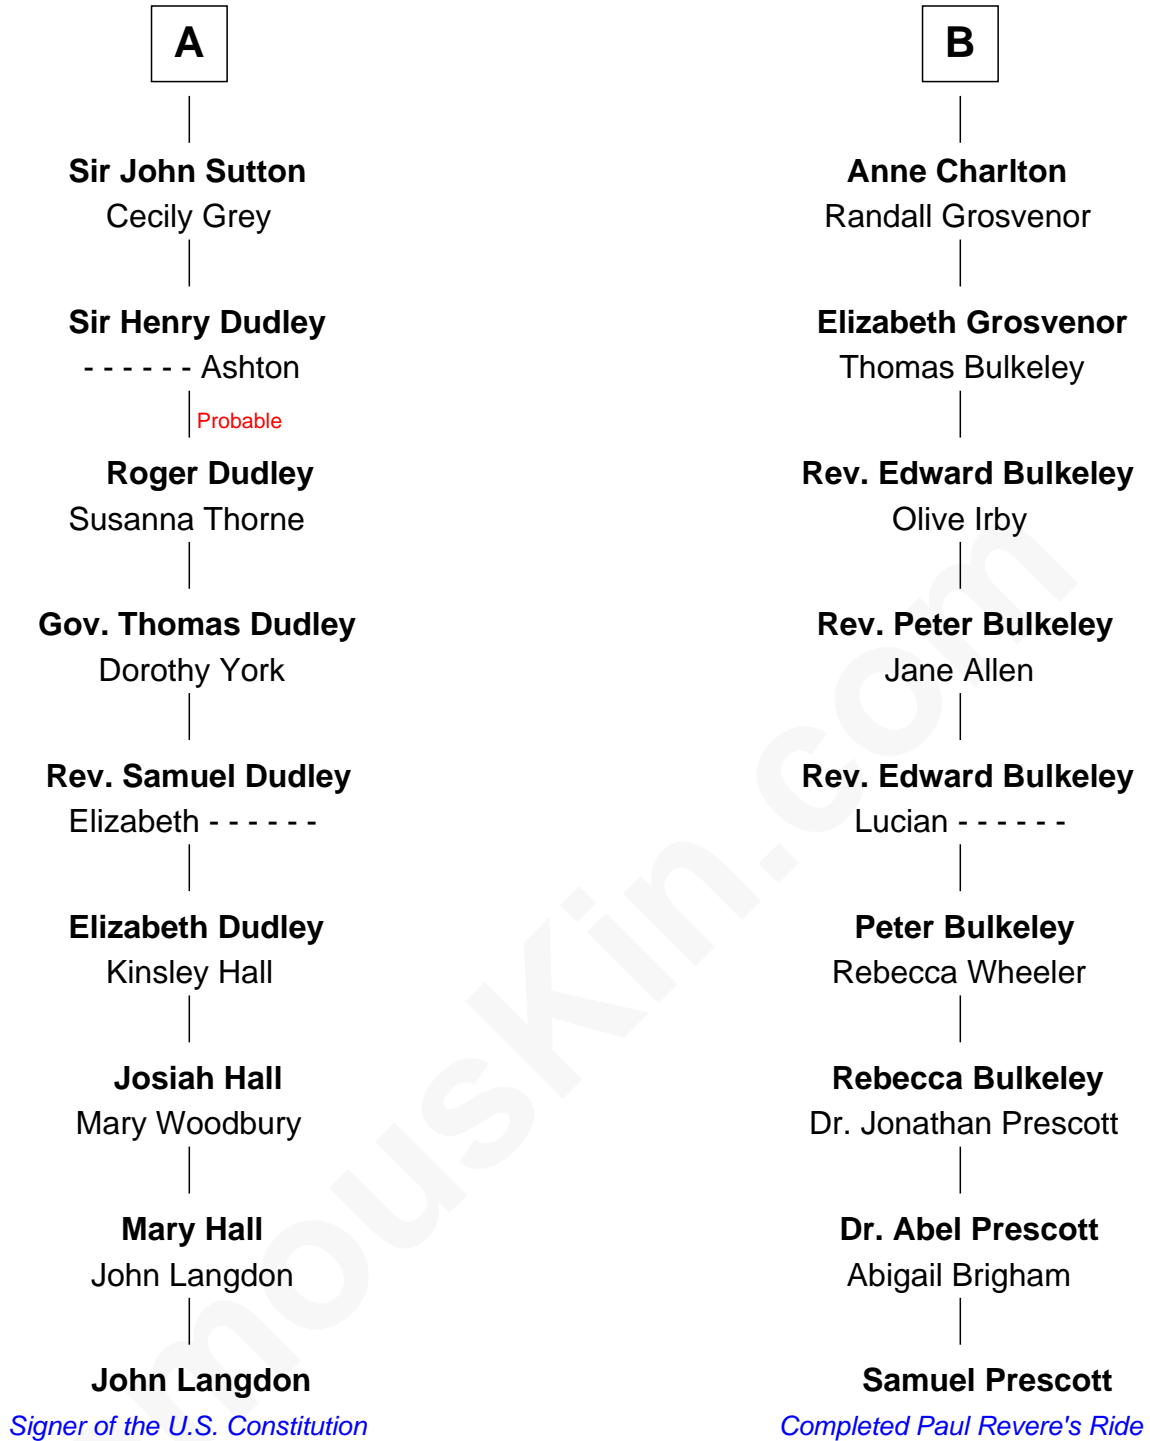 A
Sir John Sutton
Cecily Grey
Sir Henry Dudley
- - - - - - Ashton
Probable
Roger Dudley
Susanna Thorne
Gov. Thomas Dudley
Dorothy York
Rev. Samuel Dudley
Elizabeth - - - - - -
Elizabeth Dudley
Kinsley Hall
Josiah Hall
Mary Woodbury
Mary Hall
John Langdon
John Langdon
Signer of the U.S. Constitution
B
Anne Charlton
Randall Grosvenor
Elizabeth Grosvenor
Thomas Bulkeley
Rev. Edward Bulkeley
Olive Irby
Rev. Peter Bulkeley
Jane Allen
Rev. Edward Bulkeley
Lucian - - - - - -
Peter Bulkeley
Rebecca Wheeler
Rebecca Bulkeley
Dr. Jonathan Prescott
Dr. Abel Prescott
Abigail Brigham
Samuel Prescott
Completed Paul Revere's Ride
mouskin.com